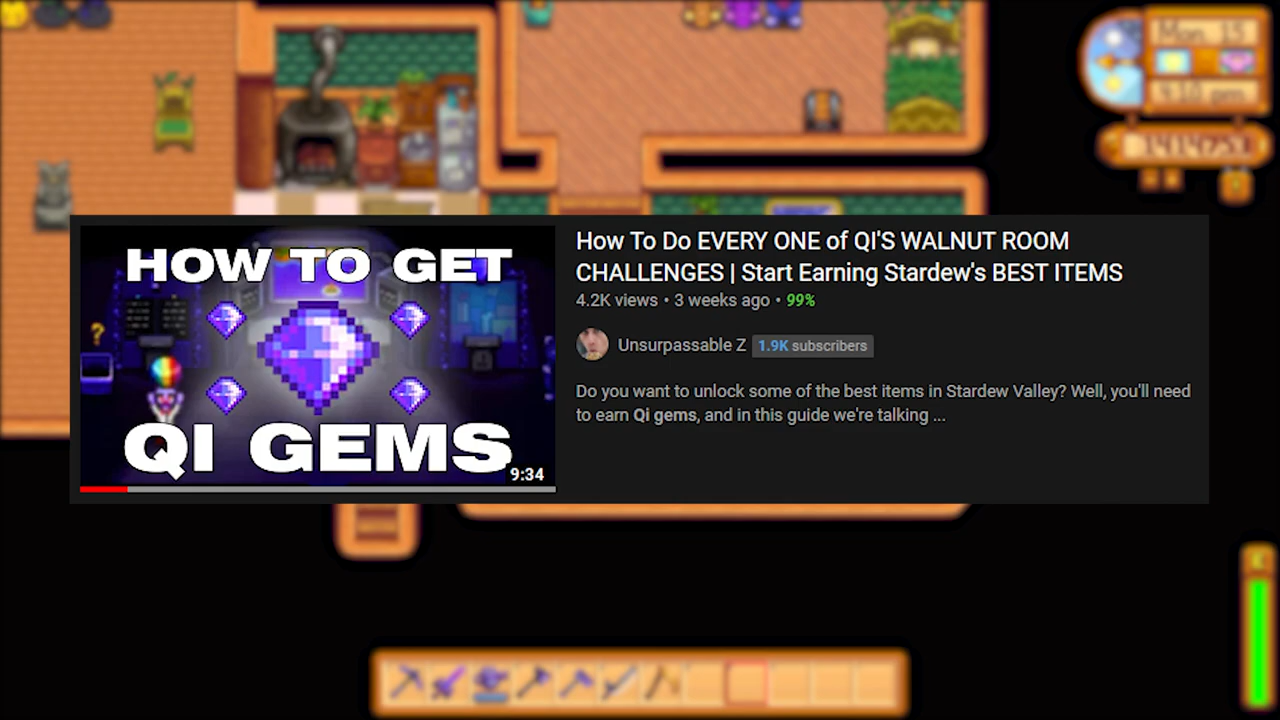 Mon. 15
HOW TO GET
QI GEMS
9:34
How To Do EVERY ONE of QI'S WALNUT ROOM
CHALLENGES | Start Earning Stardew's BEST ITEMS
4.2K views • 3 weeks ago • 99%
Unsurpassable Z 1.9K subscribers
Do you want to unlock some of the best items in Stardew Valley? Well, you'll need
to earn Qi gems, and in this guide we're talking ...